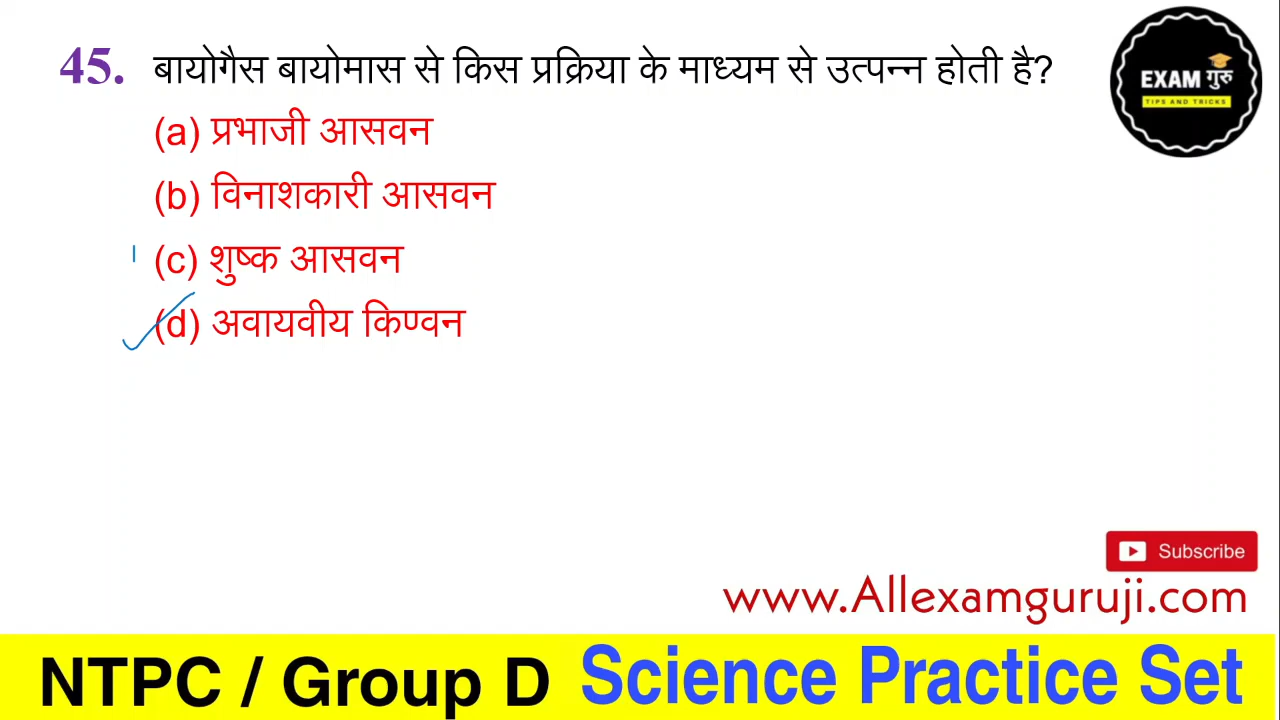 45. बायोगैस बायोमास से किस प्रक्रिया के माध्यम से उत्पन्न होती है?
(a) प्रभाजी आसवन
(b) विनाशकारी आसवन
(c) शुष्क आसवन
(d) अवायवीय किण्वन
EXAM गुरु
TIPS AND TRICKS
Subscribe
www.Allexamguruji.com
NTPC / Group D Science Practice Set